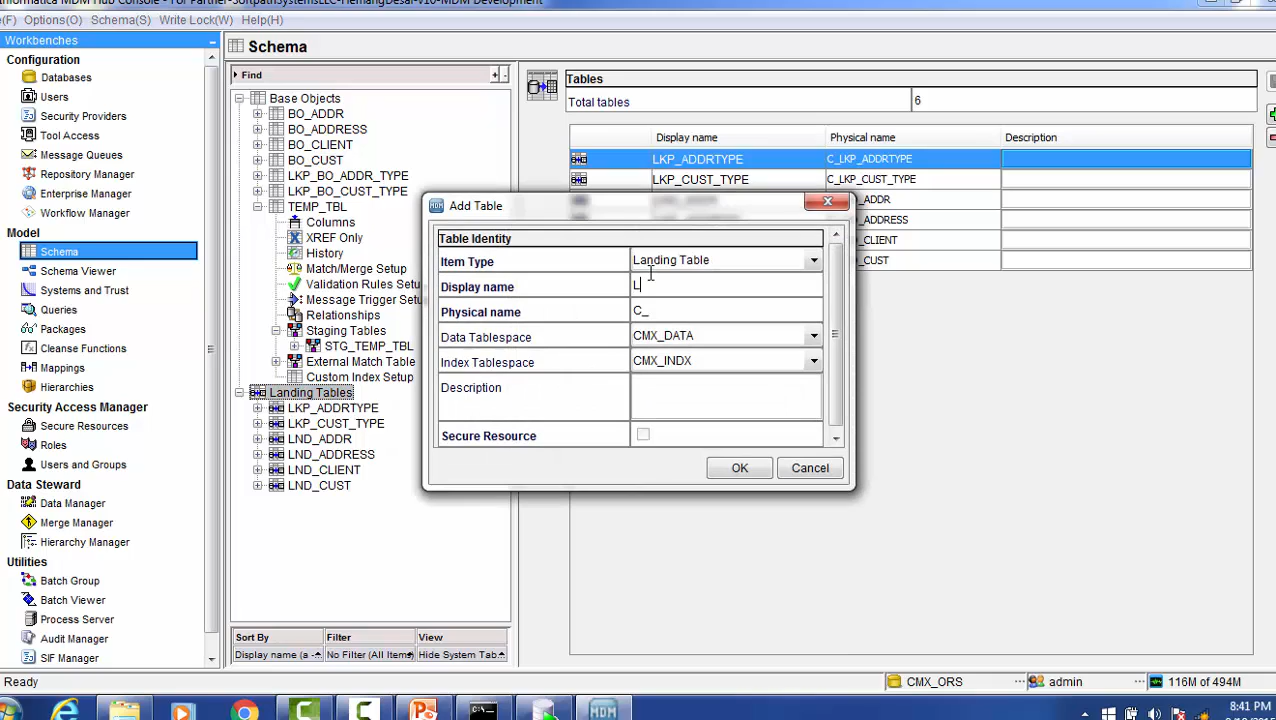 Informatica MDM Hub Console - For Partner-SoftpathSystemsLLC-HemangDesai-v10-MDM Development
(F) Options(O) Schema(S) Write Lock(W) Help(H)
Workbenches
Configuration
Databases
Users
Security Providers
Tool Access
Message Queues
Repository Manager
Enterprise Manager
Workflow Manager
Model
Schema
Schema Viewer
Systems and Trust
Queries
Packages
Cleanse Functions
Mappings
Hierarchies
Security Access Manager
Secure Resources
Roles
Users and Groups
Data Steward
Data Manager
Merge Manager
Hierarchy Manager
Utilities
Batch Group
Batch Viewer
Process Server
Audit Manager
SIF Manager
Schema
Find
Base Objects
BO_ADDR
BO_ADDRESS
BO_CLIENT
BO_CUST
LKP_BO_ADDR_TYPE
LKP_BO_CUST_TYPE
TEMP_TBL
Columns
XREF Only
History
Match/Merge Setup
Validation Rules Setu
Message Trigger Setu
Relationships
Staging Tables
STG_TEMP_TBL
External Match Table
Custom Index Setup
Landing Tables
LKP_ADDRTYPE
LKP_CUST_TYPE
LND_ADDR
LND_ADDRESS
LND_CLIENT
LND_CUST
Sort By Filter View
Display name (a - No Filter (All Items) Hide System Tab
Tables
Total tables 6
Display name Physical name Description
LKP_ADDRTYPE C_LKP_ADDRTYPE
LKP_CUST_TYPE C_LKP_CUST_TYPE
_ADDR
ADDRESS
_CLIENT
_CUST
Add Table
Table Identity
Item Type Landing Table
Display name L
Physical name C_
Data Tablespace CMX_DATA
Index Tablespace CMX_INDX
Description
Secure Resource
OK Cancel
Ready CMX_ORS admin 116M of 494M
8:41 PM